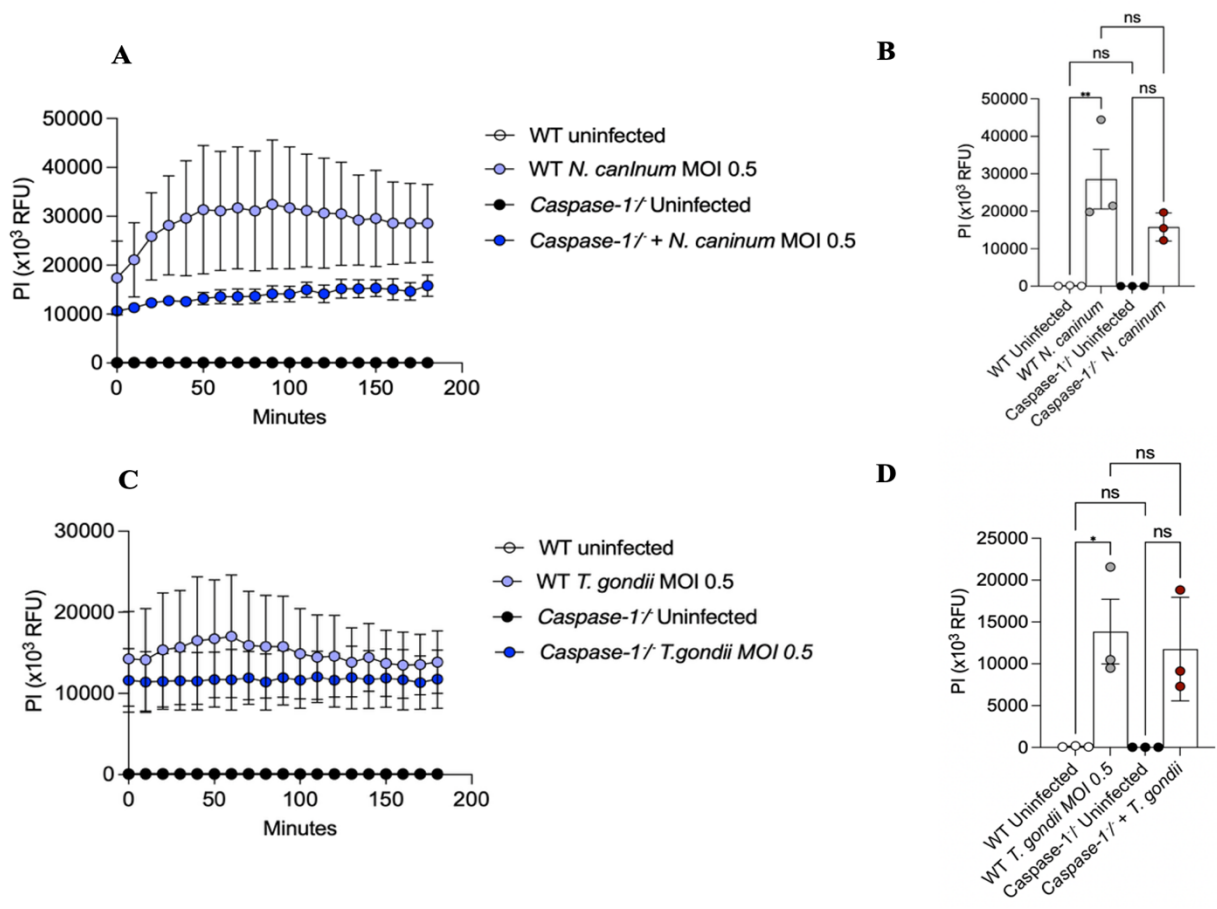 A
50000
40000
30000
20000
10000
0
PI (x10³ RFU)
0
50
100
150
200
Minutes
WT uninfected
WT N. canInum MOI 0.5
Caspase-1⁻/⁻ Uninfected
Caspase-1⁻/⁻ + N. caninum MOI 0.5
B
ns
ns
ns
**
50000
40000
30000
20000
10000
0
PI (x10³ RFU)
WT Uninfected
WT N. caninum
Caspase-1⁻/⁻ Uninfected
Caspase-1⁻/⁻ N. caninum
C
30000
20000
10000
0
PI (x10³ RFU)
0
50
100
150
200
Minutes
WT uninfected
WT T. gondii MOI 0.5
Caspase-1⁻/⁻ Uninfected
Caspase-1⁻/⁻ T.gondii MOI 0.5
D
ns
ns
*
ns
25000
20000
15000
10000
5000
0
PI (x10³ RFU)
WT Uninfected
WT T. gondii MOI 0.5
Caspase-1⁻/⁻ Uninfected
Caspase-1⁻/⁻ + T. gondii